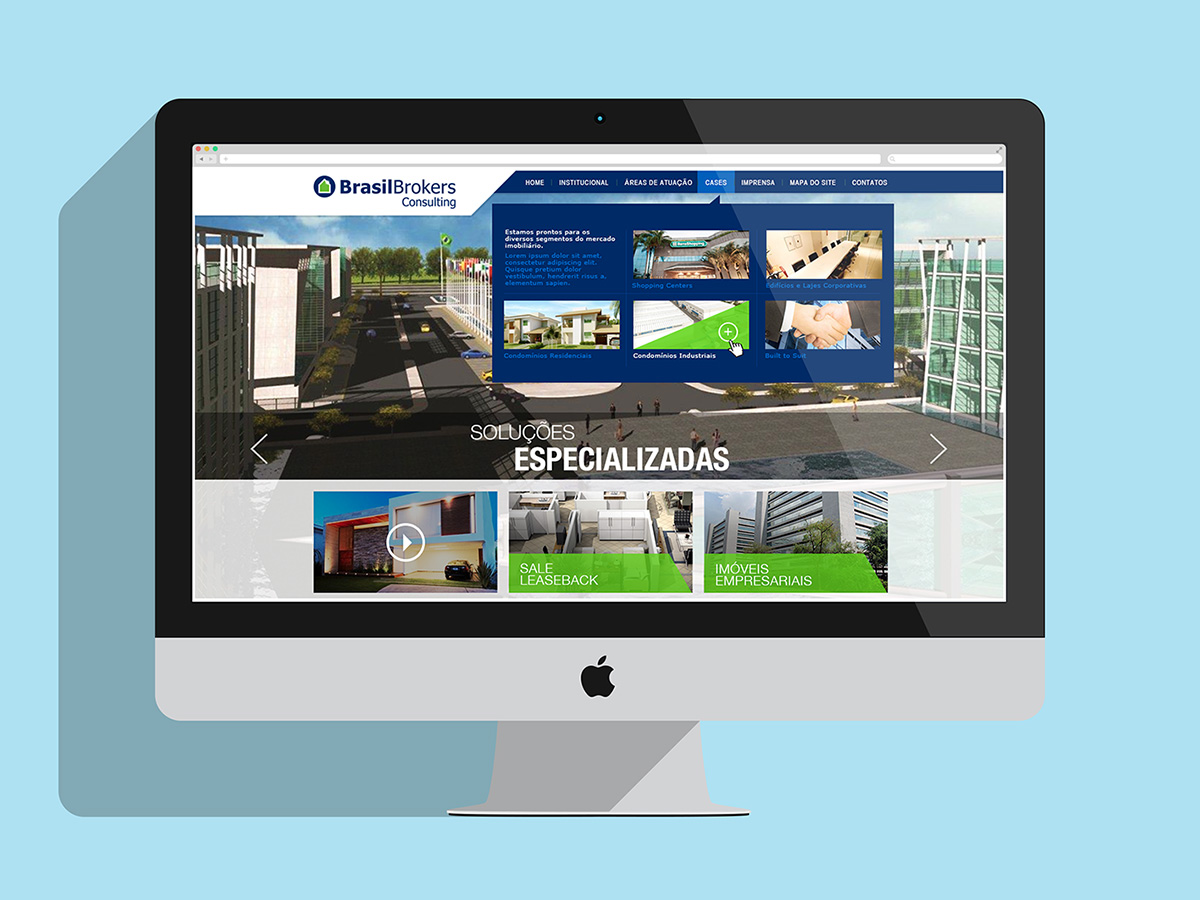 BrasilBrokers
Consulting
HOME
INSTITUCIONAL
ÁREAS DE ATUAÇÃO
CASES
IMPRENSA
MAPA DO SITE
CONTATOS
Estamos prontos para os
diversos segmentos do mercado
imobiliário.
Lorem ipsum dolor sit amet,
consectetur adipiscing elit.
Quisque pretium dolor
vestibulum, hendrerit risus a,
elementum sapien.
BarraShopping
Shopping Centers
Edifícios e Lajes Corporativas
Condomínios Residenciais
Condomínios Industriais
Built to Suit
SOLUÇÕES
ESPECIALIZADAS
SALE
LEASEBACK
IMÓVEIS
EMPRESARIAIS